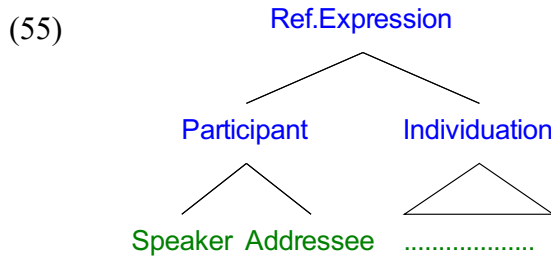 (55)
Ref.Expression
Participant Individuation
Speaker Addressee ...................